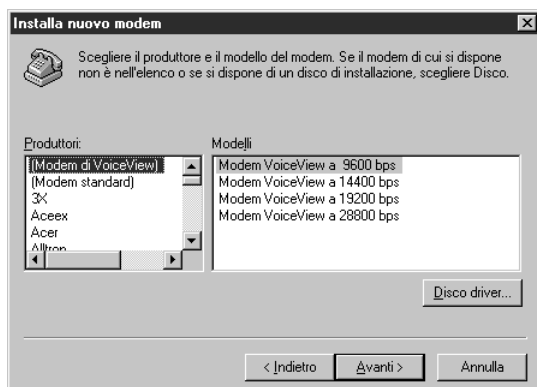 Installa nuovo modem
Scegliere il produttore e il modello del modem. Se il modem di cui si dispone
non è nell'elenco o se si dispone di un disco di installazione, scegliere Disco.
Produttori:
(Modem di VoiceView)
(Modem standard)
3X
Aceex
Acer
Alltron
Modelli
Modem VoiceView a 9600 bps
Modem VoiceView a 14400 bps
Modem VoiceView a 19200 bps
Modem VoiceView a 28800 bps
Disco driver...
< Indietro
Avanti >
Annulla